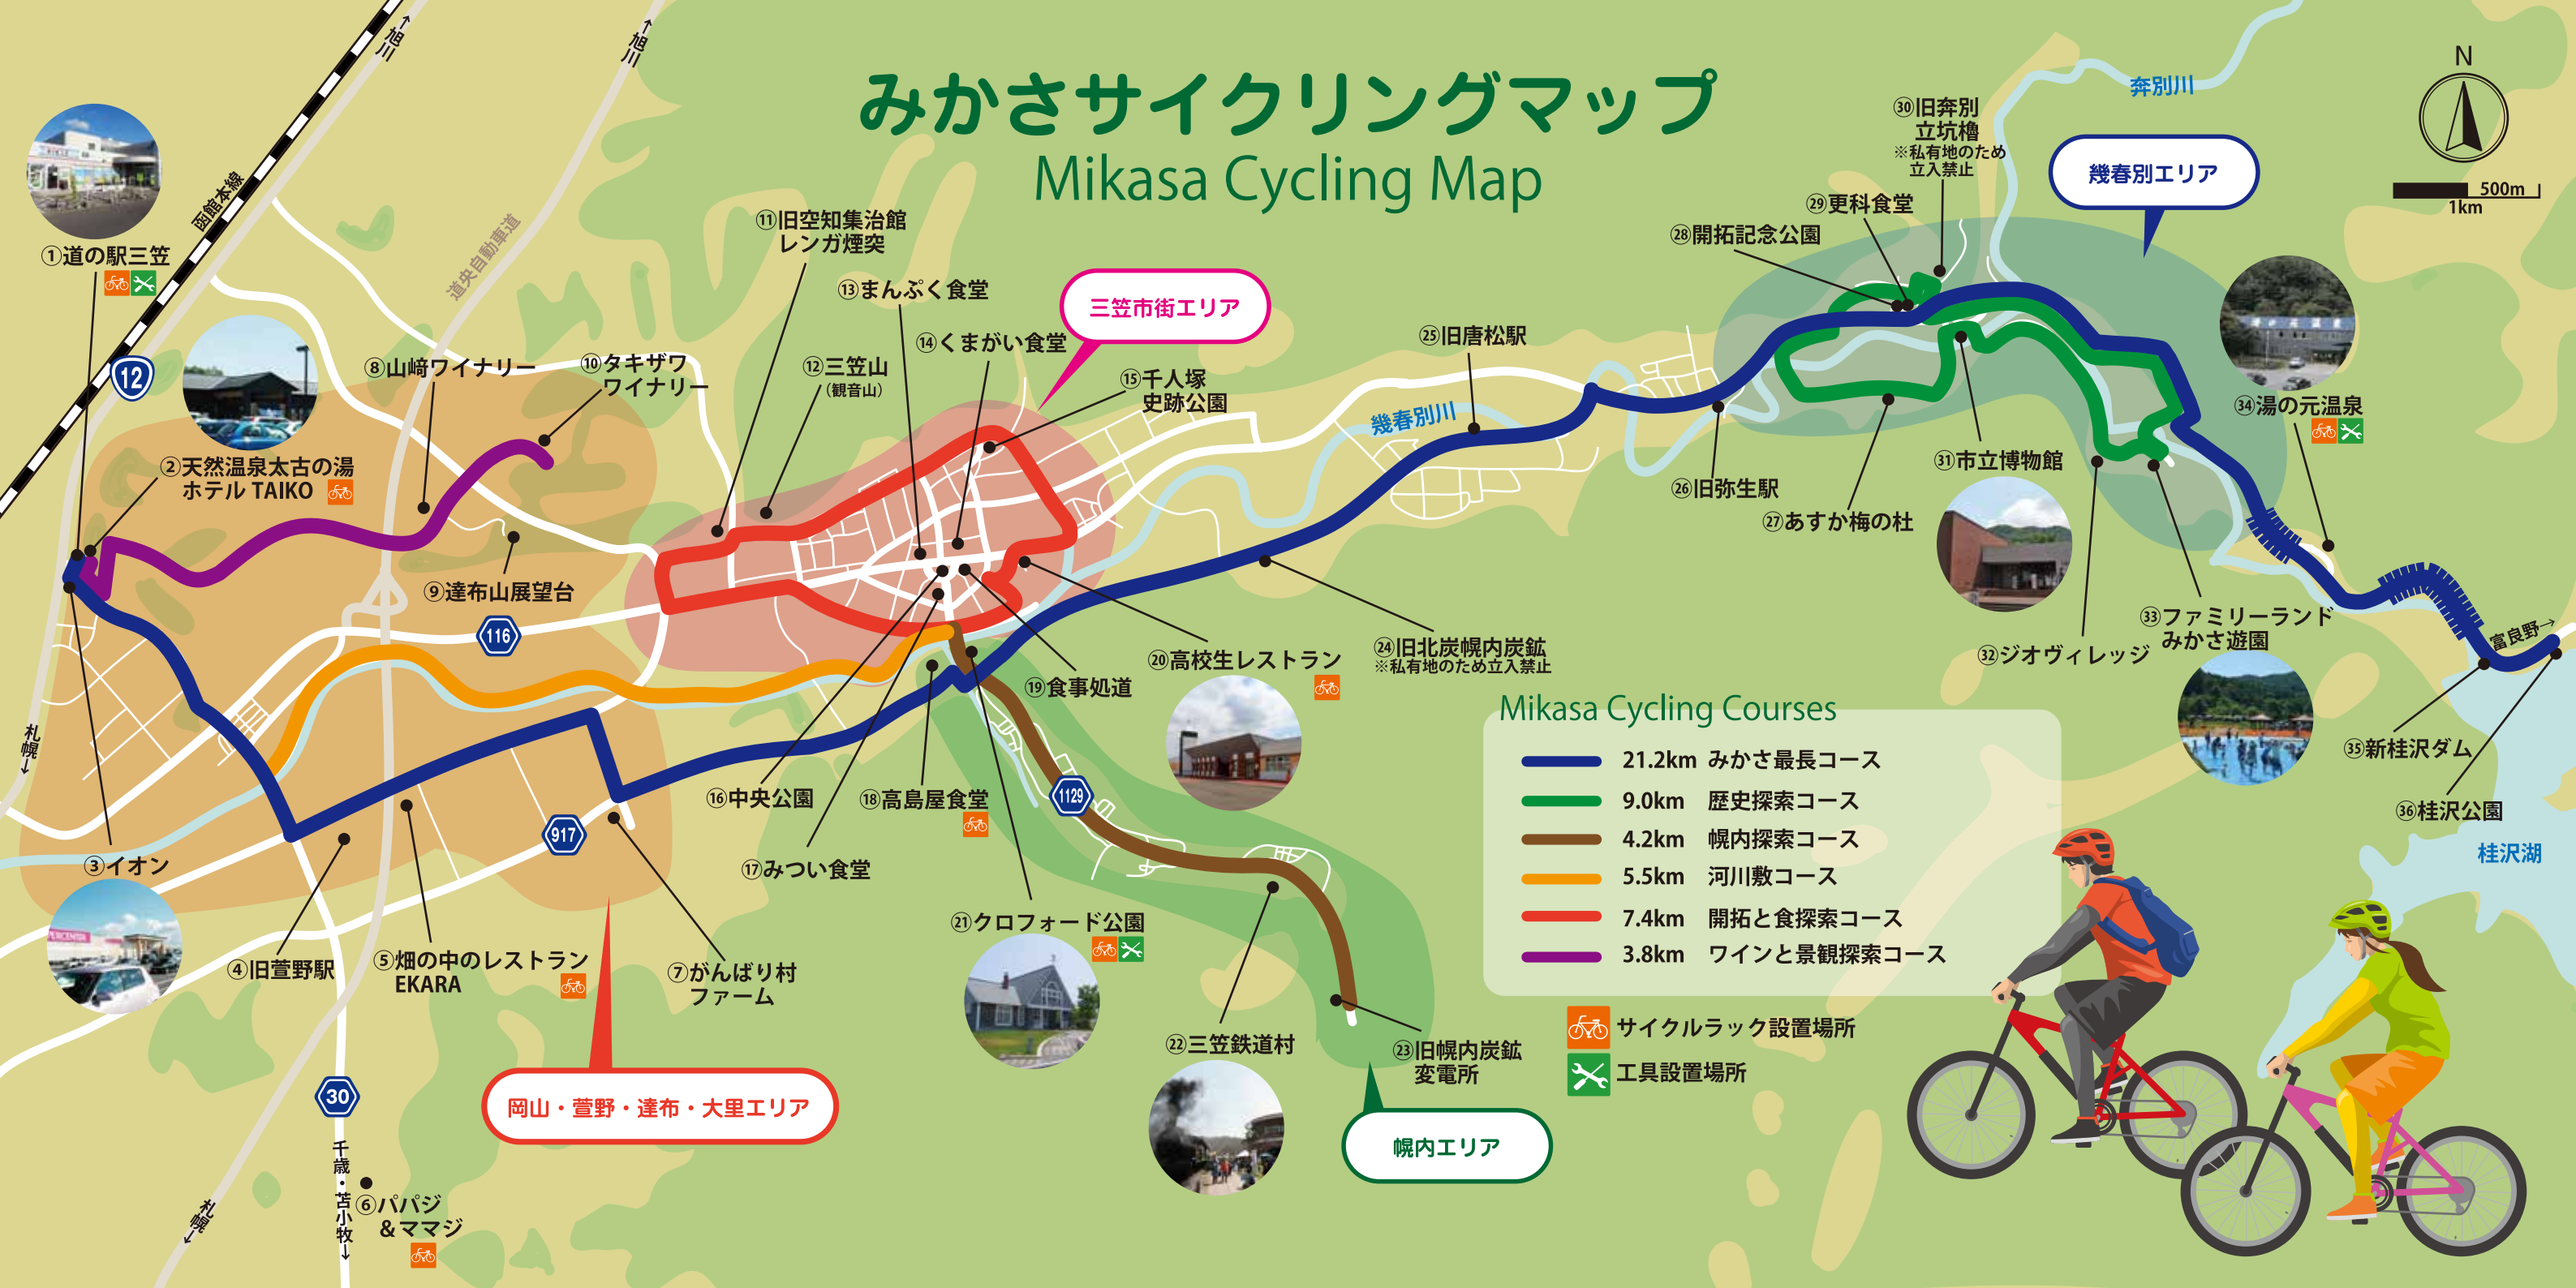 みかさサイクリングマップ
Mikasa Cycling Map
↑旭川
↑旭川
函館本線
道央自動車道
奔別川
N
500m
1km
①道の駅三笠
12
②天然温泉太古の湯
ホテル TAIKO
⑧山﨑ワイナリー
⑩タキザワ
ワイナリー
⑨達布山展望台
116
⑪旧空知集治館
レンガ煙突
⑫三笠山
（観音山）
⑬まんぷく食堂
⑭くまがい食堂
三笠市街エリア
⑮千人塚
史跡公園
幾春別川
㉕旧唐松駅
㉖旧弥生駅
㉗あすか梅の杜
㉘開拓記念公園
㉙更科食堂
㉚旧奔別
立坑櫓
※私有地のため
立入禁止
幾春別エリア
㉛市立博物館
㉞湯の元温泉
㉜ジオヴィレッジ
㉝ファミリーランド
みかさ遊園
富良野→
㉟新桂沢ダム
㊱桂沢公園
桂沢湖
札幌↓
③イオン
④旧萱野駅
⑤畑の中のレストラン
EKARA
917
⑦がんばり村
ファーム
岡山・萱野・達布・大里エリア
30
千歳・苫小牧↓
札幌↓
⑥パパジ
＆ママジ
⑯中央公園
⑰みつい食堂
⑱高島屋食堂
⑲食事処道
⑳高校生レストラン
㉔旧北炭幌内炭鉱
※私有地のため立入禁止
1129
㉑クロフォード公園
㉒三笠鉄道村
㉓旧幌内炭鉱
変電所
幌内エリア
Mikasa Cycling Courses
21.2km みかさ最長コース
9.0km 歴史探索コース
4.2km 幌内探索コース
5.5km 河川敷コース
7.4km 開拓と食探索コース
3.8km ワインと景観探索コース
サイクルラック設置場所
工具設置場所